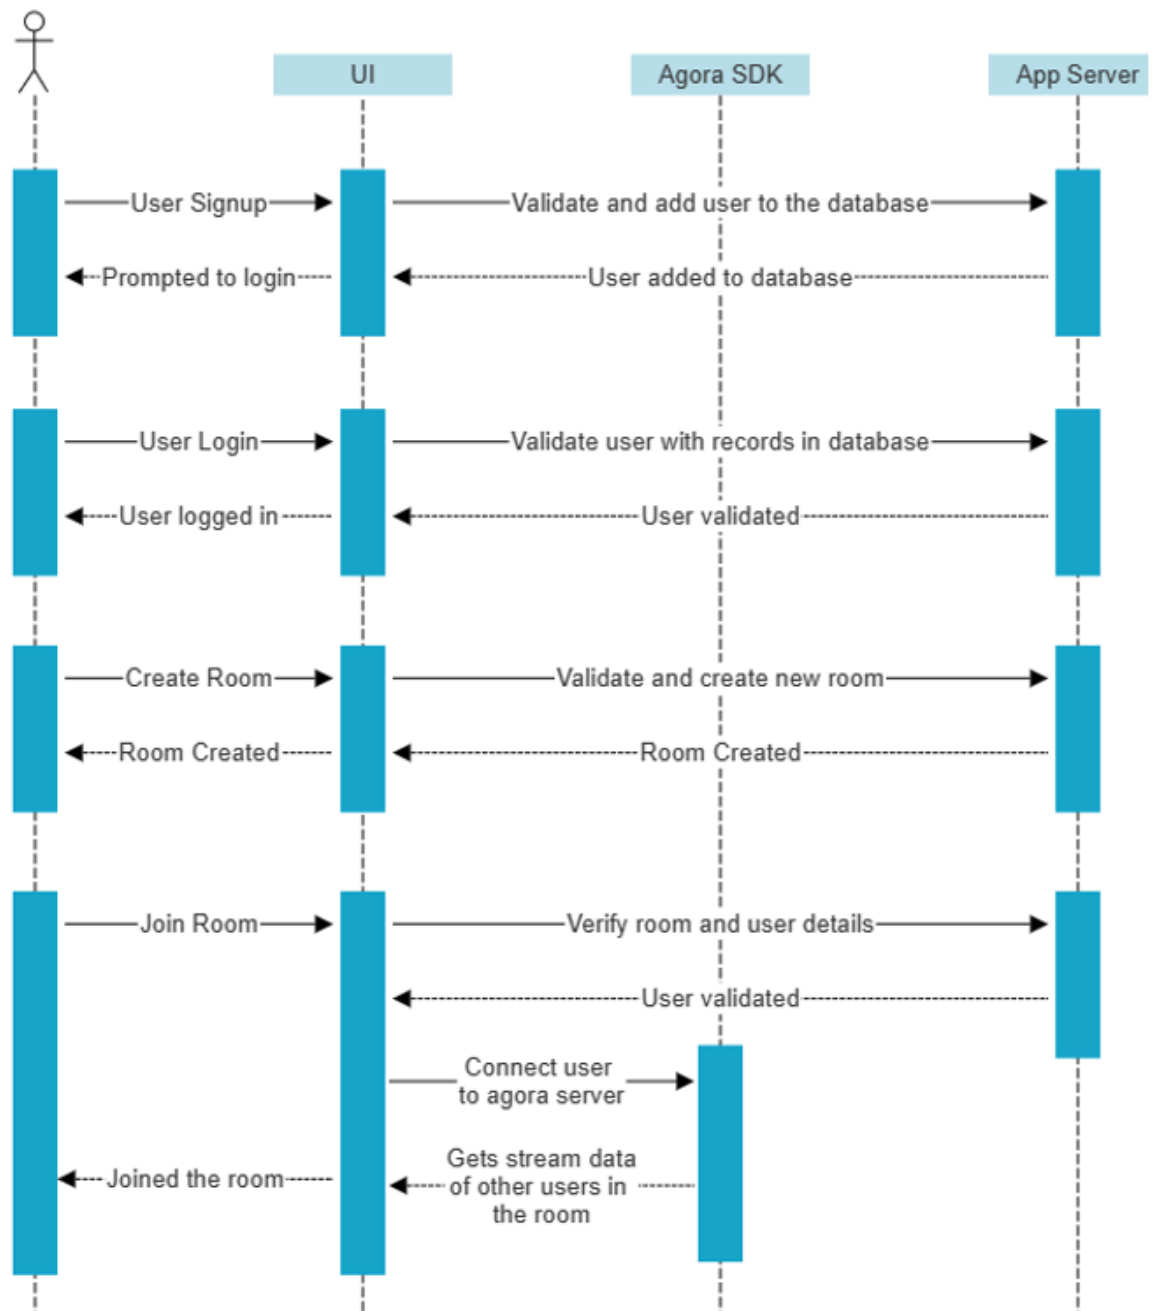 UI
Agora SDK
App Server
User Signup
Validate and add user to the database
Prompted to login
User added to database
User Login
Validate user with records in database
User logged in
User validated
Create Room
Validate and create new room
Room Created
Room Created
Join Room
Verify room and user details
User validated
Connect user
to agora server
Joined the room
Gets stream data
of other users in
the room